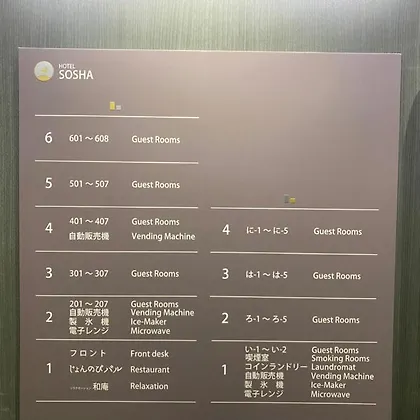 HOTEL
SOSHA
6 601～608 Guest Rooms
5 501～507 Guest Rooms
4 401～407 Guest Rooms
自動販売機 Vending Machine
3 301～307 Guest Rooms
2 201～207 Guest Rooms
自動販売機 Vending Machine
製氷機 Ice-Maker
電子レンジ Microwave
1 フロント Front desk
じょんのびバル Restaurant
和庵 Relaxation
4 に-1～に-5 Guest Rooms
3 は-1～は-5 Guest Rooms
2 ろ-1～ろ-5 Guest Rooms
1 い-1～い-2 Guest Rooms
喫煙室 Smoking Rooms
コインランドリー Laundromat
自動販売機 Vending Machine
製氷機 Ice-Maker
電子レンジ Microwave